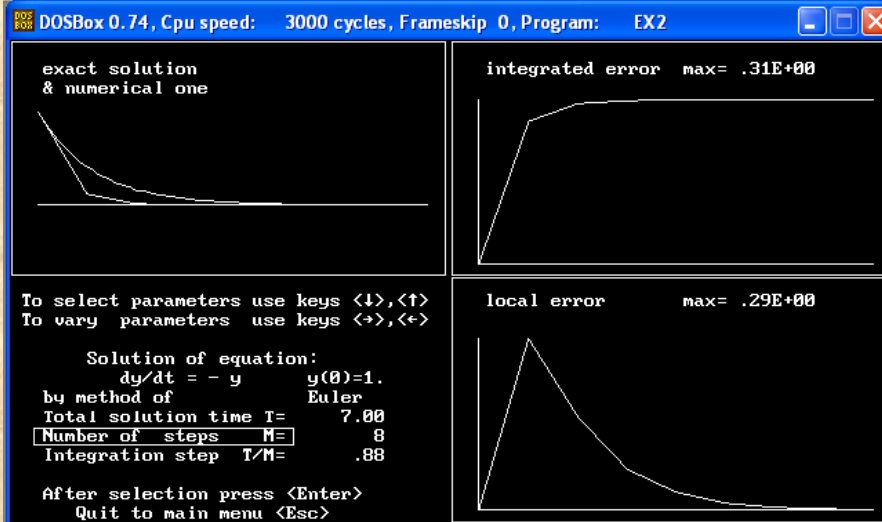 DOS BOX DOSBox 0.74, Cpu speed: 3000 cycles, Frameskip 0, Program: EX2
exact solution
& numerical one
integrated error max= .31E+00
To select parameters use keys <↓>,<↑>
To vary parameters use keys <→>,<←>
Solution of equation:
dy/dt = - y y(0)=1.
by method of Euler
Total solution time T= 7.00
Number of steps M= 8
Integration step T/M= .88
After selection press <Enter>
Quit to main menu <Esc>
local error max= .29E+00